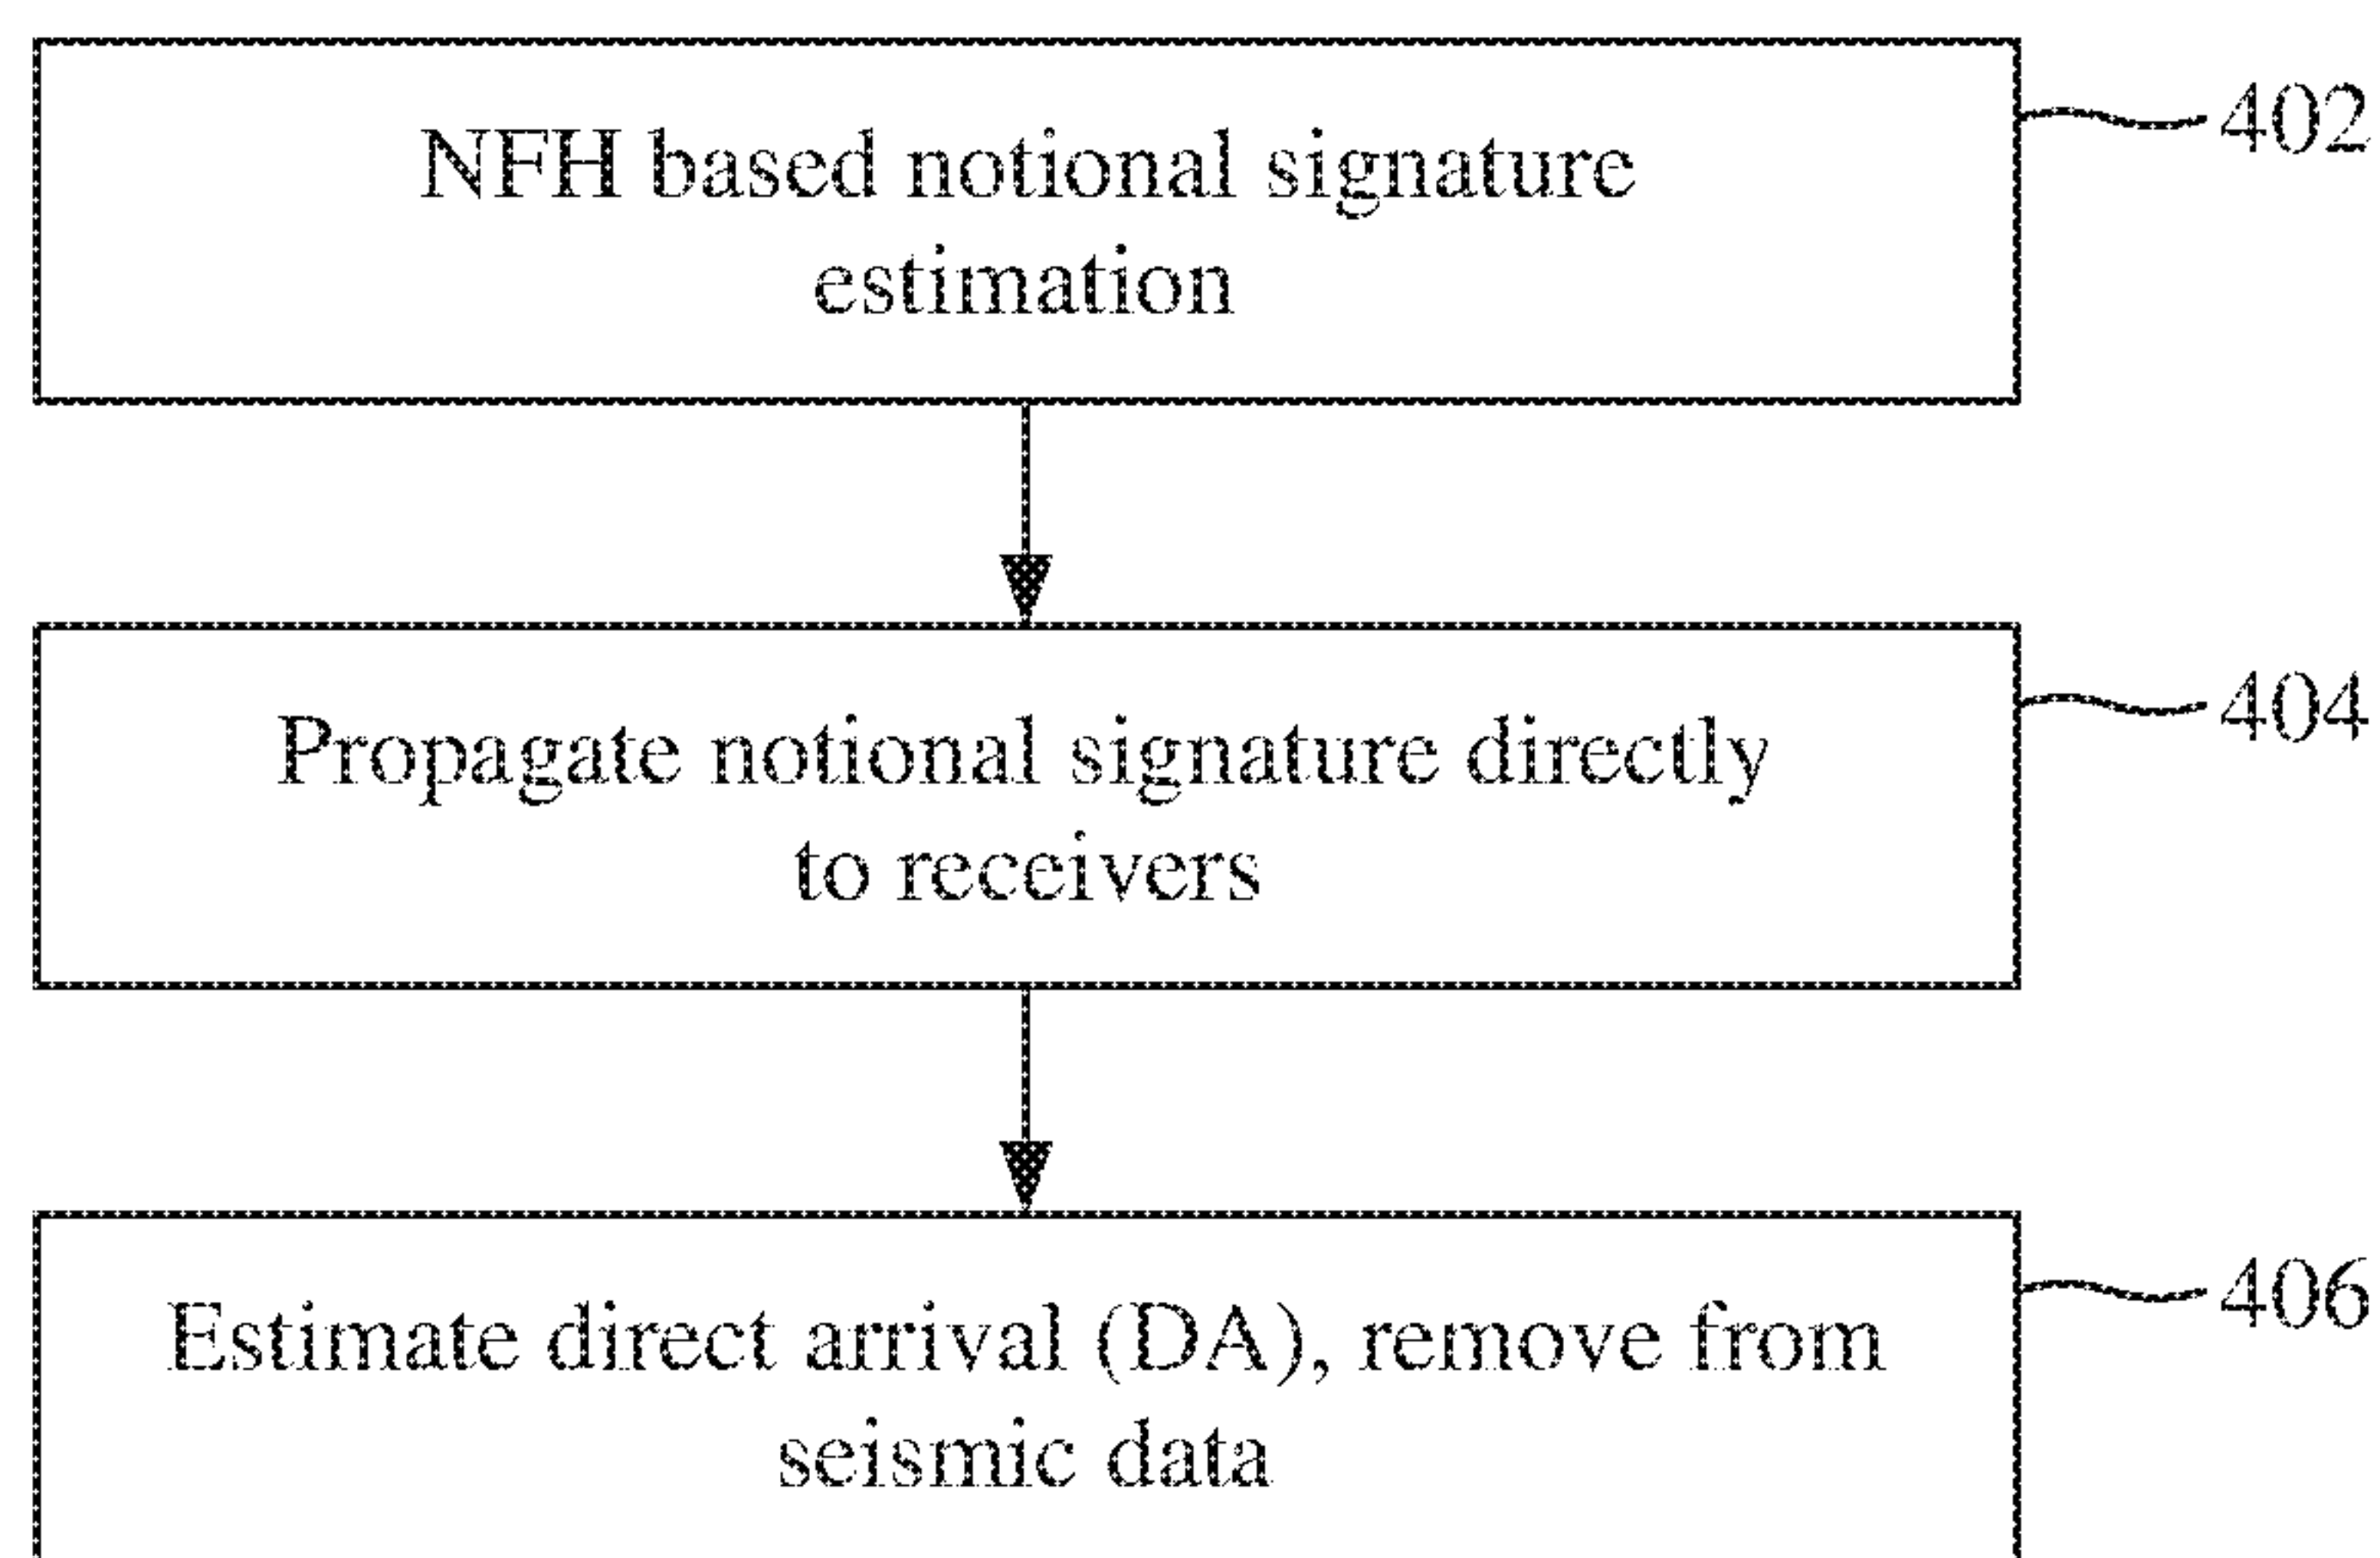 NFH based notional signature
estimation
402
Propagate notional signature directly
to receivers
404
Estimate direct arrival (DA), remove from
seismic data
406